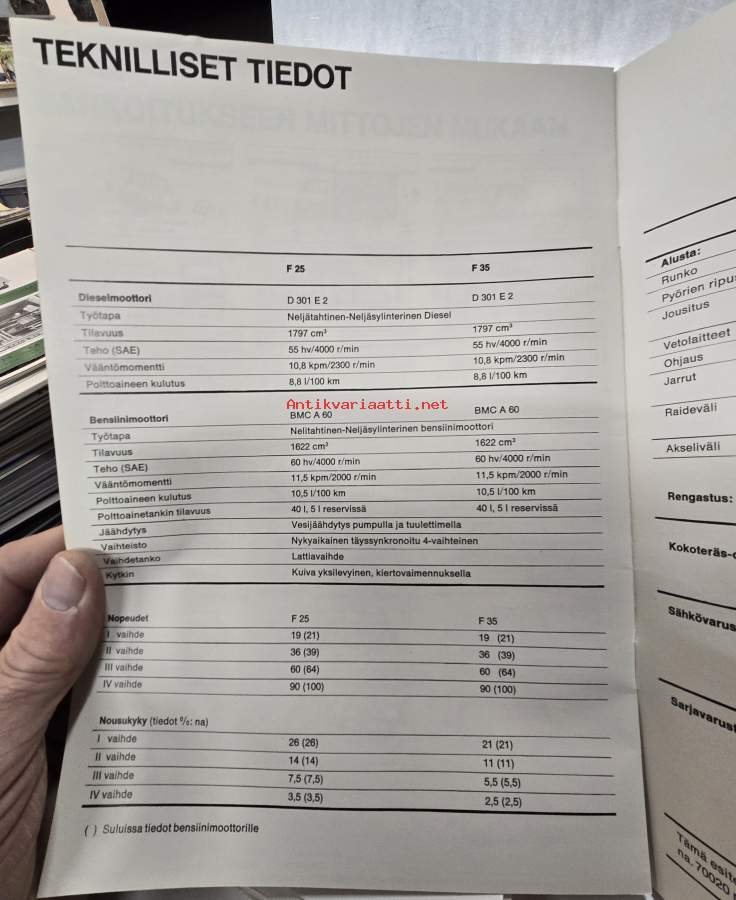 TEKNILLISET TIEDOT
F 25 F 35
Dieselmoottori D 301 E 2 D 301 E 2
Työtapa Neljätahtinen-Neljäsylinterinen Diesel
Tilavuus 1797 cm³ 1797 cm³
Teho (SAE) 55 hv/4000 r/min 55 hv/4000 r/min
Vääntömomentti 10,8 kpm/2300 r/min 10,8 kpm/2300 r/min
Polttoaineen kulutus 8,8 l/100 km 8,8 l/100 km
Antikvariaatti.net
Bensiinimoottori BMC A 60 BMC A 60
Työtapa Nelitahtinen-Neljäsylinterinen bensiinimoottori
Tilavuus 1622 cm³ 1622 cm³
Teho (SAE) 60 hv/4000 r/min 60 hv/4000 r/min
Vääntömomentti 11,5 kpm/2000 r/min 11,5 kpm/2000 r/min
Polttoaineen kulutus 10,5 l/100 km 10,5 l/100 km
Polttoainetankin tilavuus 40 l, 5 l reservissä 40 l, 5 l reservissä
Jäähdytys Vesijäähdytys pumpulla ja tuulettimella
Vaihteisto Nykyaikainen täyssynkronoitu 4-vaihteinen
Vaihdetanko Lattiavaihde
Kytkin Kuiva yksilevyinen, kiertovaimennuksella
Nopeudet F 25 F 35
I vaihde 19 (21) 19 (21)
II vaihde 36 (39) 36 (39)
III vaihde 60 (64) 60 (64)
IV vaihde 90 (100) 90 (100)
Nousukyky (tiedot %: na)
I vaihde 26 (26) 21 (21)
II vaihde 14 (14) 11 (11)
III vaihde 7,5 (7,5) 5,5 (5,5)
IV vaihde 3,5 (3,5) 2,5 (2,5)
( ) Suluissa tiedot bensiinimoottorille
Alusta:
Runko
Pyörien ripus
Jousitus
Vetolaitteet
Ohjaus
Jarrut
Raideväli
Akseliväli
Rengastus:
Kokoteräs-
Sähkövarus
Sarjavarust
Tämä esite
na. 70020